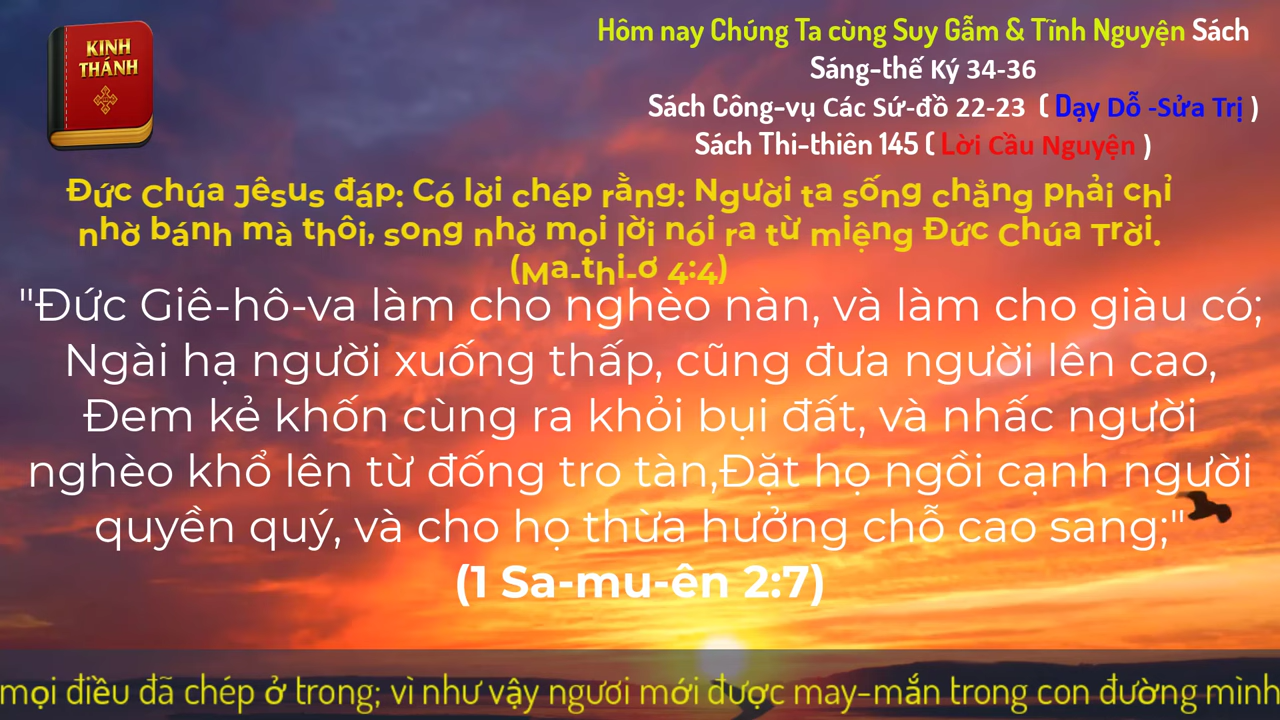 KINH
THÁNH
Hôm nay Chúng Ta cùng Suy Gẫm & Tĩnh Nguyện Sách
Sáng-thế Ký 34-36
Sách Công-vụ Các Sứ-đồ 22-23 ( Dạy Dỗ -Sửa Trị )
Sách Thi-thiên 145 ( Lời Cầu Nguyện )
Đức Chúa Jêsus đáp: Có lời chép rằng: Người ta sống chẳng phải chỉ
nhờ bánh mà thôi, song nhờ mọi lời nói ra từ miệng Đức Chúa Trời.
(Ma-thi-ơ 4:4)
"Đức Giê-hô-va làm cho nghèo nàn, và làm cho giàu có;
Ngài hạ người xuống thấp, cũng đưa người lên cao,
Đem kẻ khốn cùng ra khỏi bụi đất, và nhấc người
nghèo khổ lên từ đống tro tàn,Đặt họ ngồi cạnh người
quyền quý, và cho họ thừa hưởng chỗ cao sang;"
(1 Sa-mu-ên 2:7)
mọi điều đã chép ở trong; vì như vậy ngươi mới được may-mắn trong con đường mình